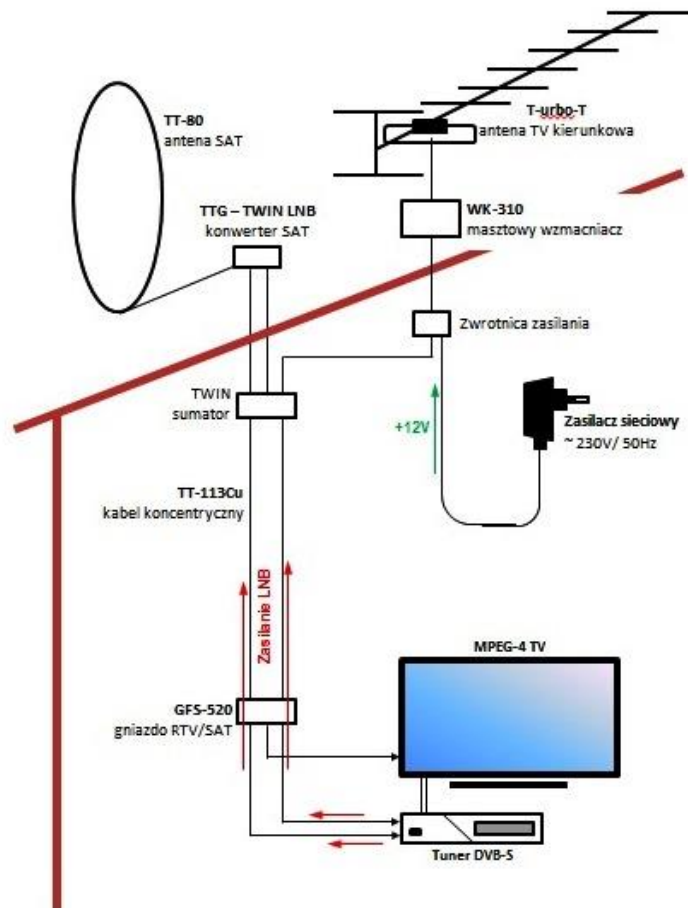 T-urbo-T
antena TV kierunkowa
TT-80
antena SAT
TTG – TWIN LNB
konwerter SAT
WK-310
masztowy wzmacniacz
Zwrotnica zasilania
TWIN
sumator
+12V
Zasilacz sieciowy
~ 230V/ 50Hz
TT-113Cu
kabel koncentryczny
Zasilanie LNB
MPEG-4 TV
GFS-520
gniazdo RTV/SAT
Tuner DVB-S